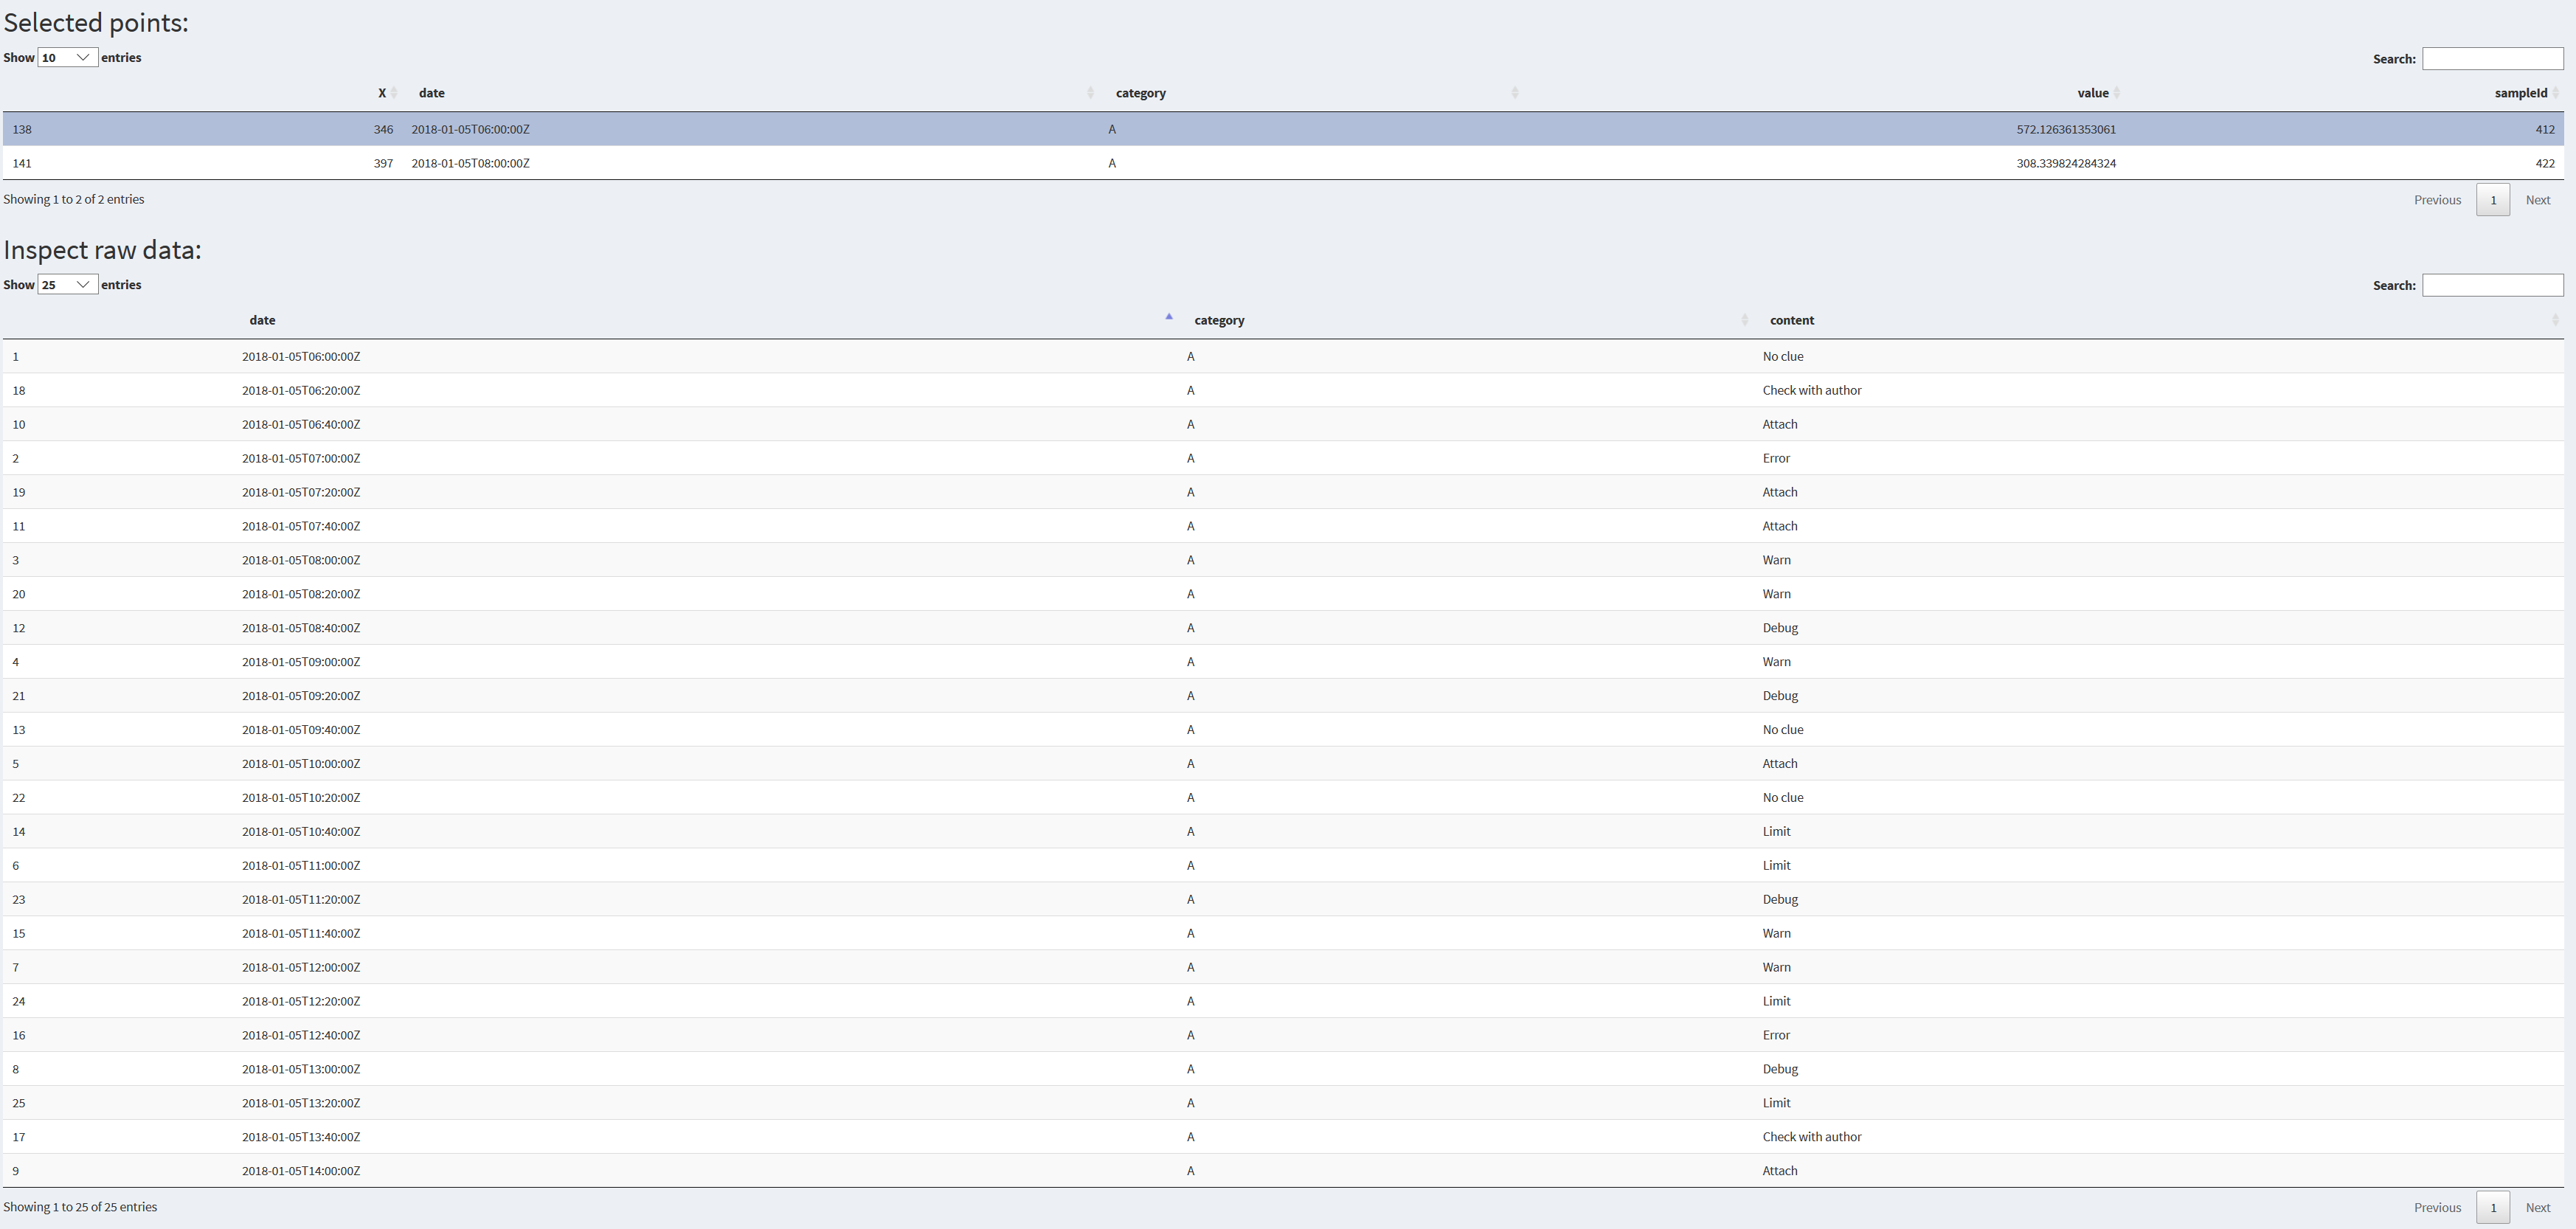 Selected points:
Show 10 entries Search:
X date category value sampleId
138 346 2018-01-05T06:00:00Z A 572.126361353061 412
141 397 2018-01-05T08:00:00Z A 308.339824284324 422
Showing 1 to 2 of 2 entries Previous 1 Next
Inspect raw data:
Show 25 entries Search:
date category content
1 2018-01-05T06:00:00Z A No clue
18 2018-01-05T06:20:00Z A Check with author
10 2018-01-05T06:40:00Z A Attach
2 2018-01-05T07:00:00Z A Error
19 2018-01-05T07:20:00Z A Attach
11 2018-01-05T07:40:00Z A Attach
3 2018-01-05T08:00:00Z A Warn
20 2018-01-05T08:20:00Z A Warn
12 2018-01-05T08:40:00Z A Debug
4 2018-01-05T09:00:00Z A Warn
21 2018-01-05T09:20:00Z A Debug
13 2018-01-05T09:40:00Z A No clue
5 2018-01-05T10:00:00Z A Attach
22 2018-01-05T10:20:00Z A No clue
14 2018-01-05T10:40:00Z A Limit
6 2018-01-05T11:00:00Z A Limit
23 2018-01-05T11:20:00Z A Debug
15 2018-01-05T11:40:00Z A Warn
7 2018-01-05T12:00:00Z A Warn
24 2018-01-05T12:20:00Z A Limit
16 2018-01-05T12:40:00Z A Error
8 2018-01-05T13:00:00Z A Debug
25 2018-01-05T13:20:00Z A Limit
17 2018-01-05T13:40:00Z A Check with author
9 2018-01-05T14:00:00Z A Attach
Showing 1 to 25 of 25 entries Previous 1 Next